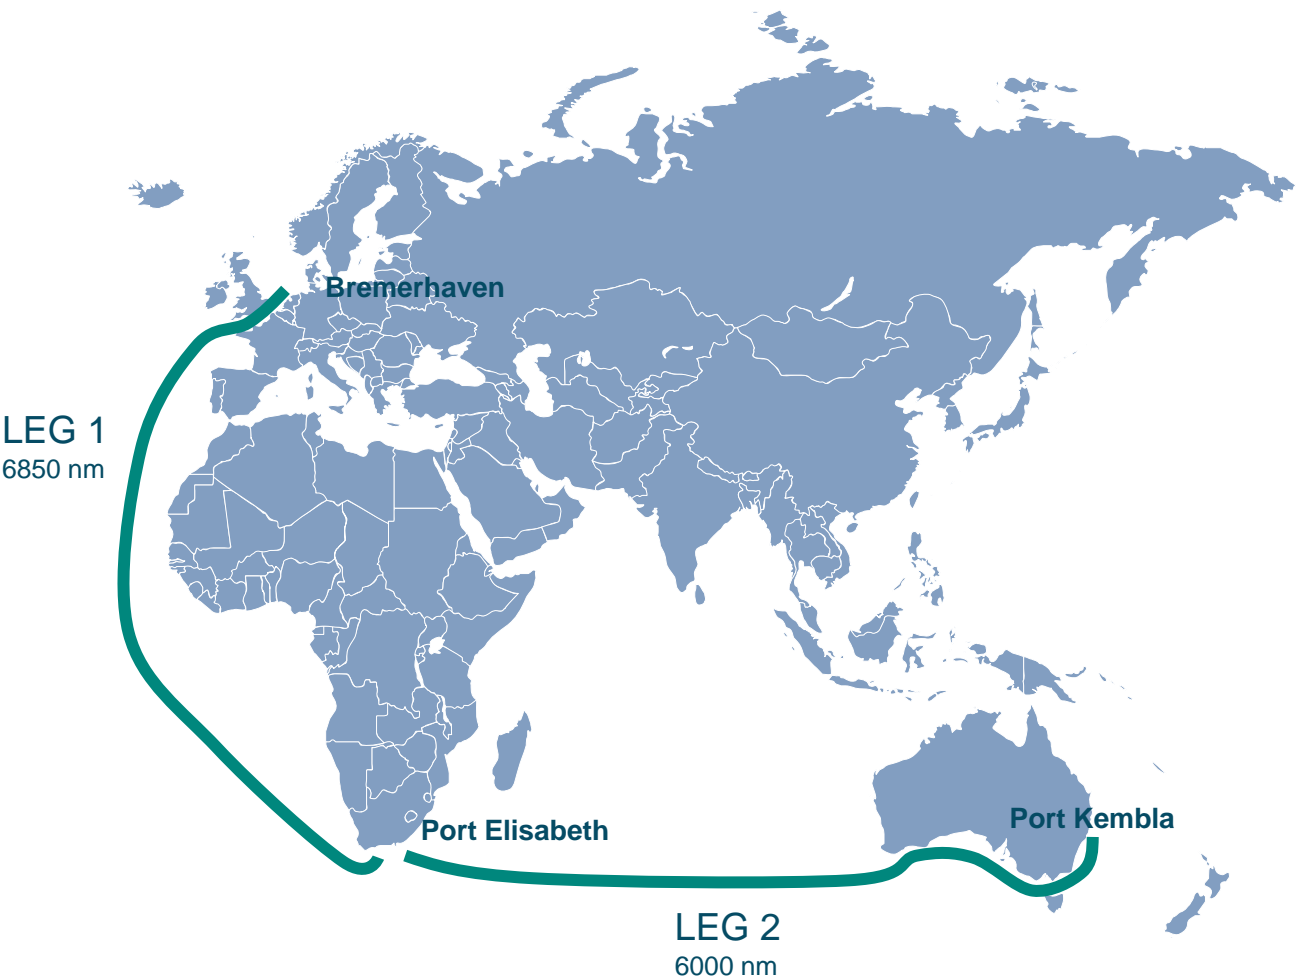 Bremerhaven
LEG 1
6850 nm
Port Elisabeth
Port Kembla
LEG 2
6000 nm